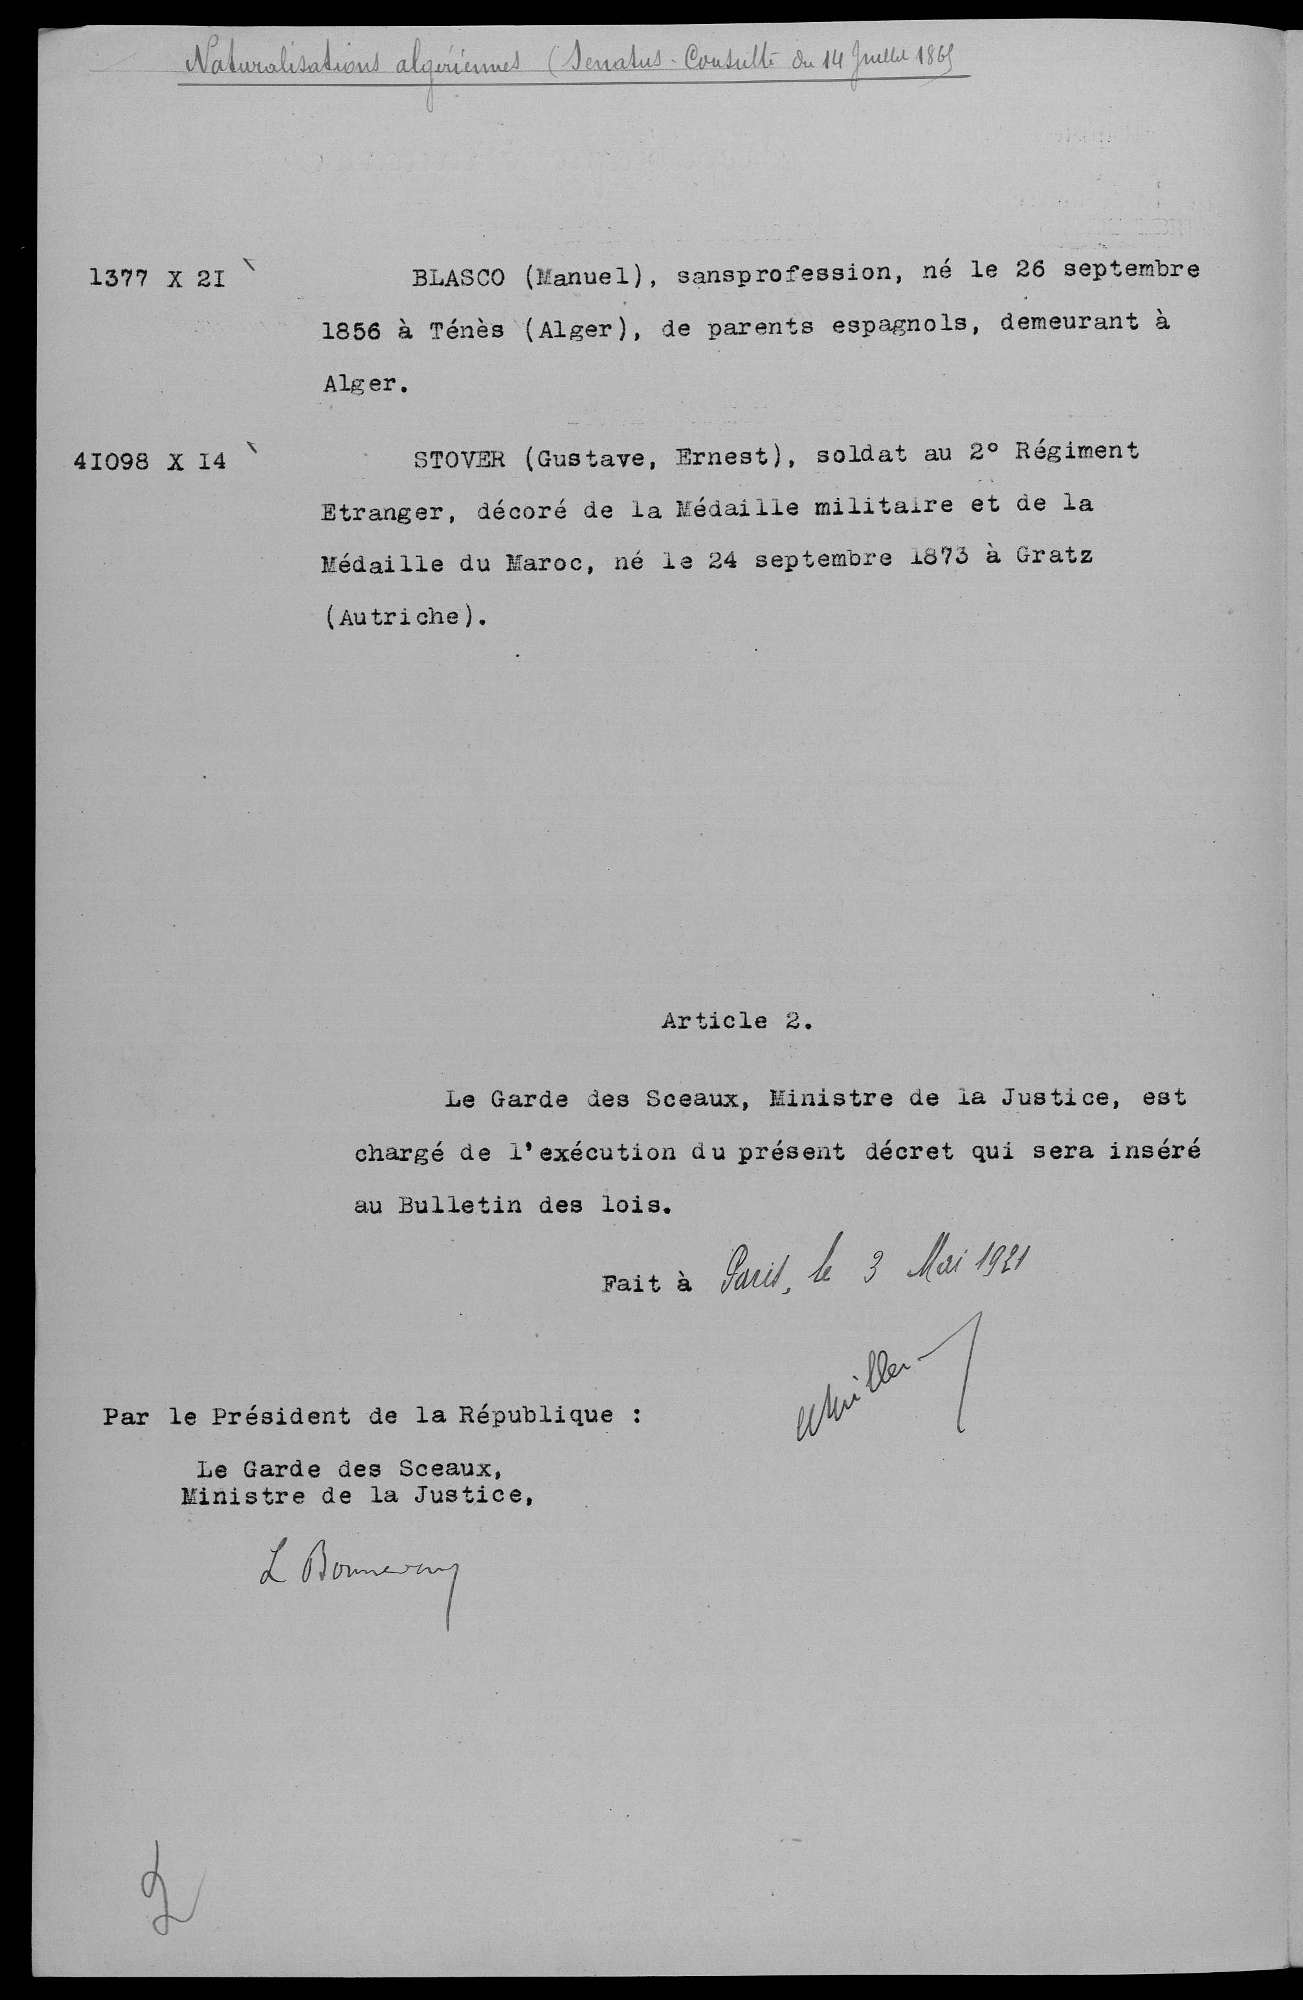 Naturalisations algériennes (Senatus-Consulte du 14 Juillet 1865
1377 X 2I BLASCO (Manuel), sansprofession, né le 26 septembre
1856 à Ténès (Alger), de parents espagnols, demeurant à
Alger.
4I098 X I4 STOVER (Gustave, Ernest), soldat au 2° Régiment
Etranger, décoré de la Médaille militaire et de la
Médaille du Maroc, né le 24 septembre 1873 à Gratz
(Autriche).
Article 2.
Le Garde des Sceaux, Ministre de la Justice, est
chargé de l'exécution du présent décret qui sera inséré
au Bulletin des lois.
Fait à Paris, le 3 Mai 1921
Par le Président de la République :
Le Garde des Sceaux,
Ministre de la Justice,
L Bonnevay
2